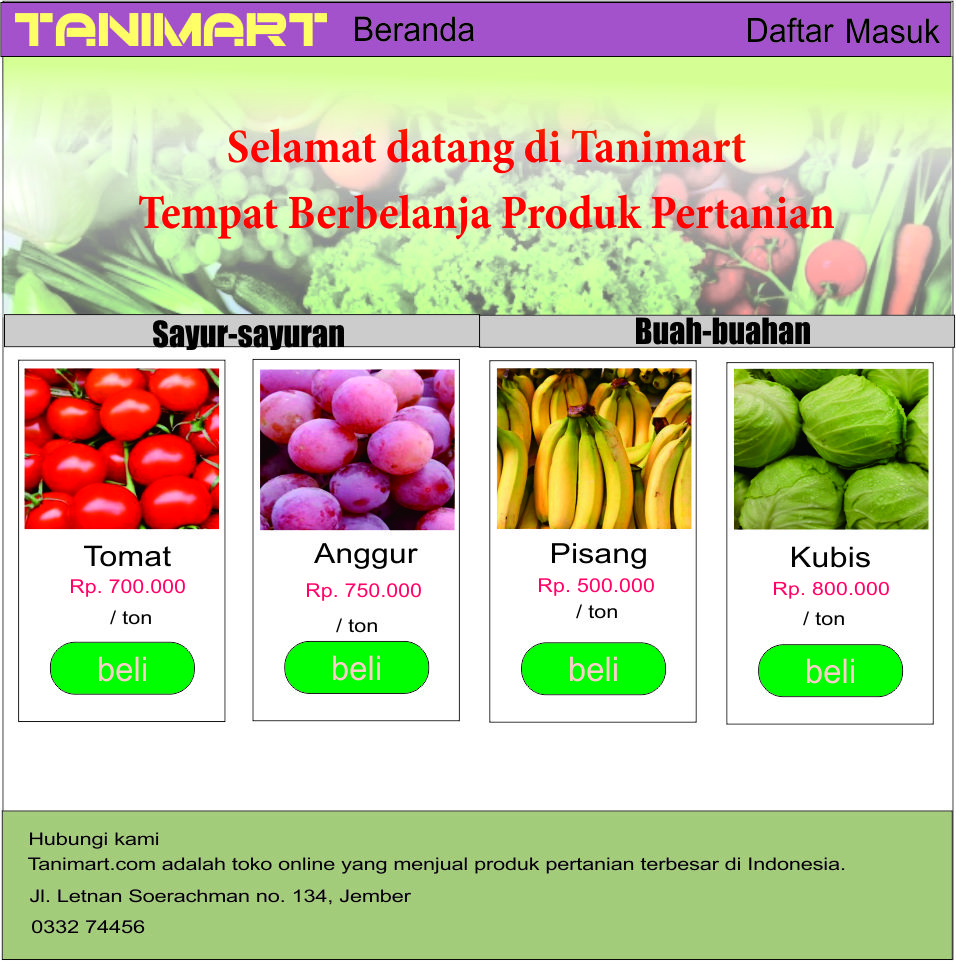 TANIMART Beranda Daftar Masuk
Selamat datang di Tanimart
Tempat Berbelanja Produk Pertanian
Sayur-sayuran Buah-buahan
Tomat
Rp. 700.000
/ ton
beli
Anggur
Rp. 750.000
/ ton
beli
Pisang
Rp. 500.000
/ ton
beli
Kubis
Rp. 800.000
/ ton
beli
Hubungi kami
Tanimart.com adalah toko online yang menjual produk pertanian terbesar di Indonesia.
Jl. Letnan Soerachman no. 134, Jember
0332 74456